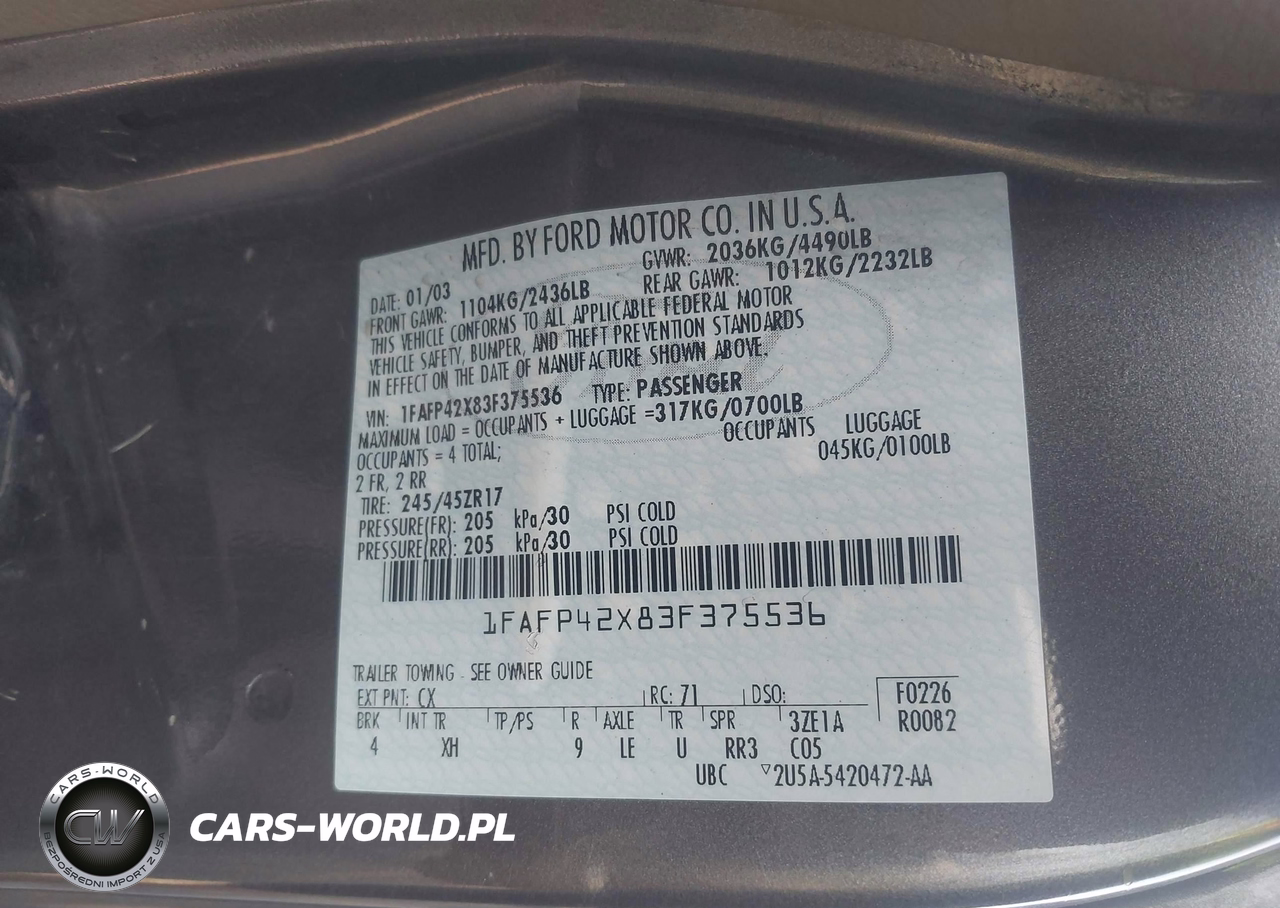 MFD. BY FORD MOTOR CO. IN U.S.A.
DATE: 01/03 GVWR: 2036KG/4490LB
FRONT GAWR: 1104KG/2436LB REAR GAWR: 1012KG/2232LB
THIS VEHICLE CONFORMS TO ALL APPLICABLE FEDERAL MOTOR
VEHICLE SAFETY, BUMPER, AND THEFT PREVENTION STANDARDS
IN EFFECT ON THE DATE OF MANUFACTURE SHOWN ABOVE.
VIN: 1FAFP42X83F375536 TYPE: PASSENGER
MAXIMUM LOAD = OCCUPANTS + LUGGAGE =317KG/0700LB
OCCUPANTS = 4 TOTAL; OCCUPANTS LUGGAGE
2 FR, 2 RR 045KG/0100LB
TIRE: 245/45ZR17
PRESSURE(FR): 205 kPa/30 PSI COLD
PRESSURE(RR): 205 kPa/30 PSI COLD
1FAFP42X83F375536
TRAILER TOWING - SEE OWNER GUIDE
EXT PNT: CX RC: 71 DSO: F0226
BRK INT TR TP/PS R AXLE TR SPR 3ZE1A R0082
4 XH 9 LE U RR3 C05
UBC ▽2U5A-5420472-AA
CARS-WORLD
CW
BEZPOŚREDNI IMPORT Z USA
CARS-WORLD.PL